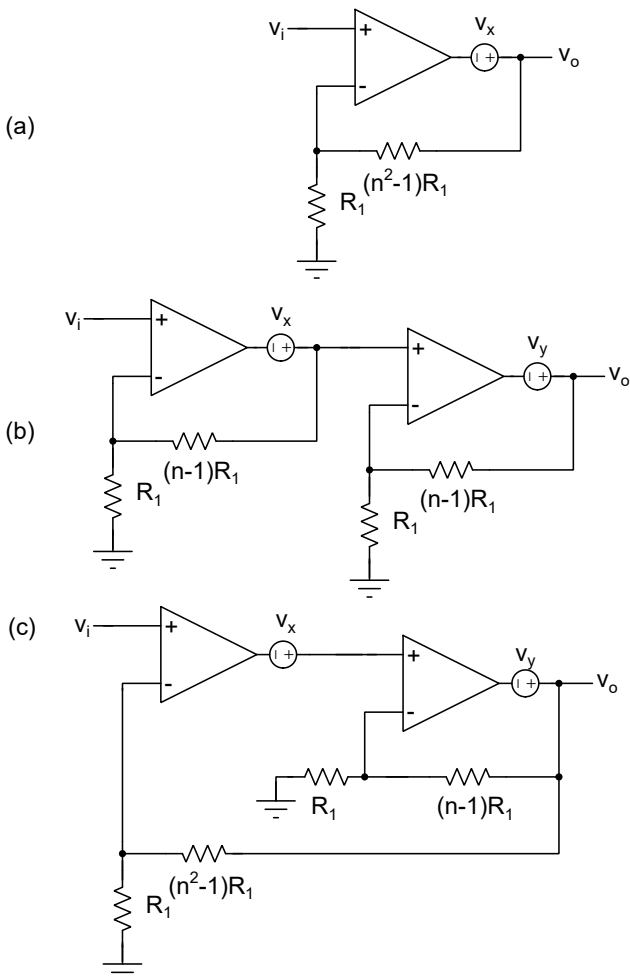 v_i
v_x
+
- +
v_o
-
(a)
(n^2-1)R_1
R_1
v_i
+
v_x
- +
+
v_y
- +
v_o
-
-
(b)
(n-1)R_1
(n-1)R_1
R_1
R_1
(c)
v_i
+
v_x
- +
+
v_y
- +
v_o
-
-
R_1
(n-1)R_1
(n^2-1)R_1
R_1